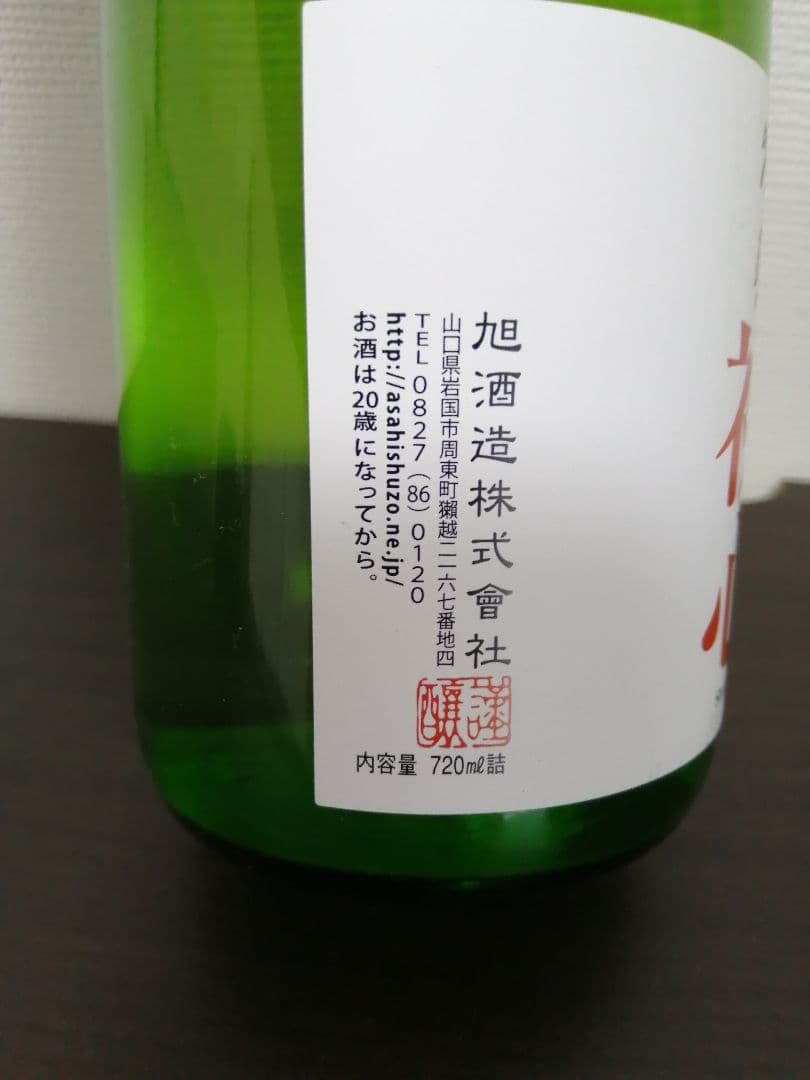 旭酒造株式會社
山口県岩国市周東町獺越二一六七番地四
TEL 0827(86)0120
http://asahishuzo.ne.jp/
お酒は20歳になってから。
謹醸
内容量 720㎖詰